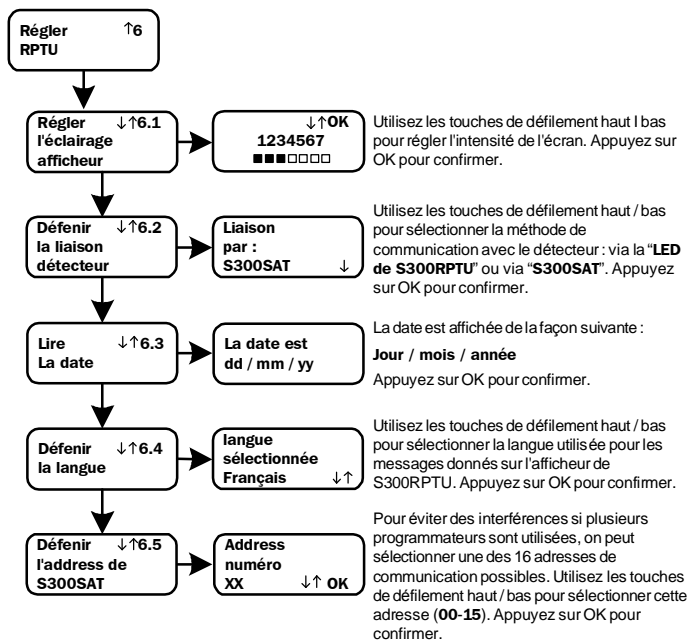 Régler ↑6
RPTU
Régler ↓↑6.1
l'éclairage
afficheur
↓↑OK
1234567
■■■□□□□
Utilisez les touches de défilement haut I bas
pour régler l'intensité de l'écran. Appuyez sur
OK pour confirmer.
Défenir ↓↑6.2
la liaison
détecteur
Liaison
par :
S300SAT ↓
Utilisez les touches de défilement haut / bas
pour sélectionner la méthode de
communication avec le détecteur : via la “LED
de S300RPTU” ou via “S300SAT”. Appuyez
sur OK pour confirmer.
Lire ↓↑6.3
La date
La date est
dd / mm / yy
La date est affichée de la façon suivante :
Jour / mois / année
Appuyez sur OK pour confirmer.
Défenir ↓↑6.4
la langue
langue
sélectionnée
Français ↓↑
Utilisez les touches de défilement haut / bas
pour sélectionner la langue utilisée pour les
messages donnés sur l'afficheur de
S300RPTU. Appuyez sur OK pour confirmer.
Défenir ↓↑6.5
l'address de
S300SAT
Address
numéro
XX ↓↑ OK
Pour éviter des interférences si plusieurs
programmateurs sont utilisées, on peut
sélectionner une des 16 adresses de
communication possibles. Utilisez les touches
de défilement haut / bas pour sélectionner cette
adresse (00-15). Appuyez sur OK pour
confirmer.